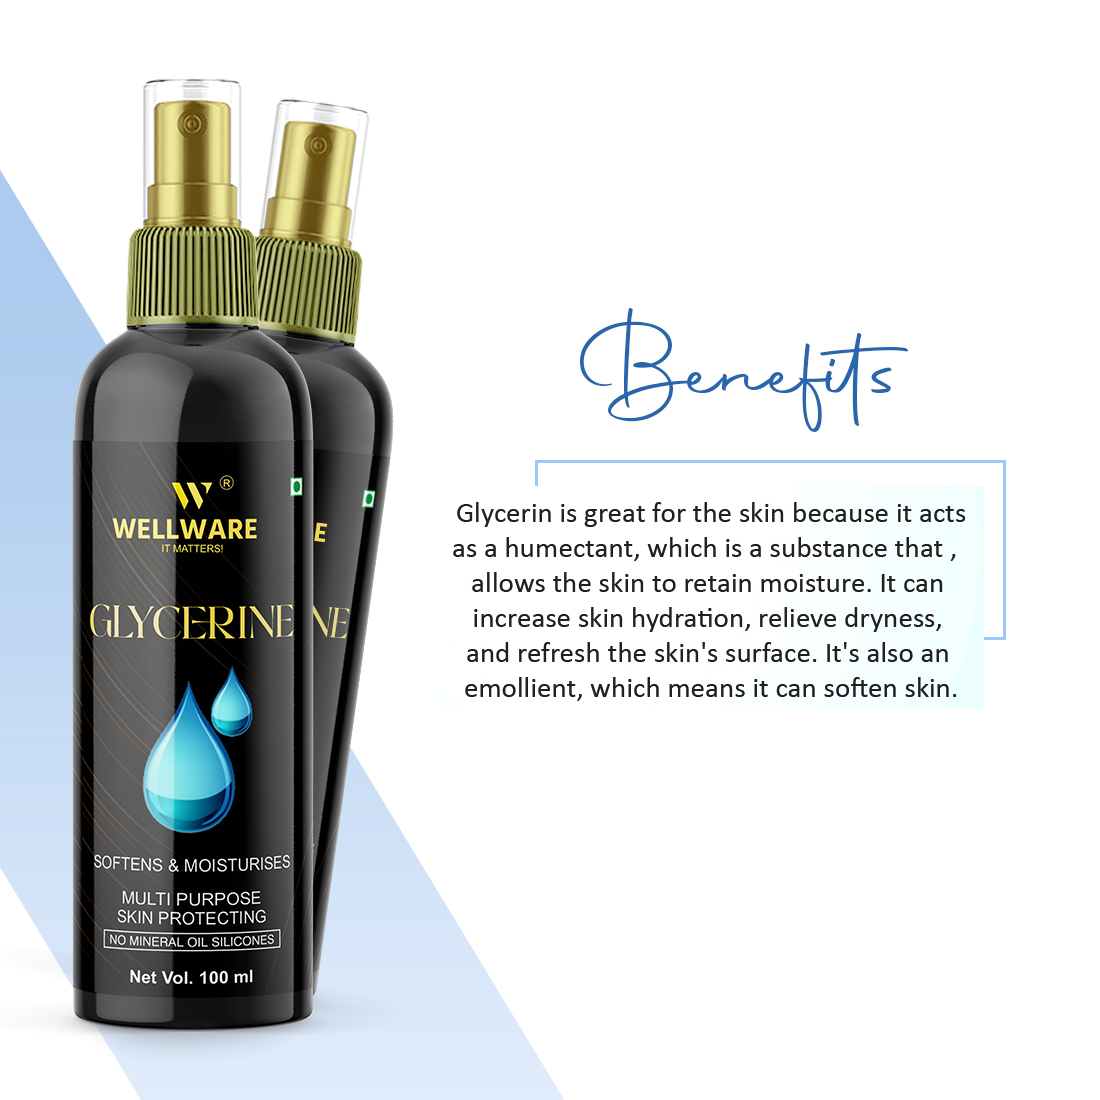 W ®
WELLWARE
IT MATTERS!
GLYCERINE
SOFTENS & MOISTURISES
MULTI PURPOSE
SKIN PROTECTING
NO MINERAL OIL SILICONES
Net Vol. 100 ml
E
NE
Benefits
Glycerin is great for the skin because it acts
as a humectant, which is a substance that ,
allows the skin to retain moisture. It can
increase skin hydration, relieve dryness,
and refresh the skin's surface. It's also an
emollient, which means it can soften skin.